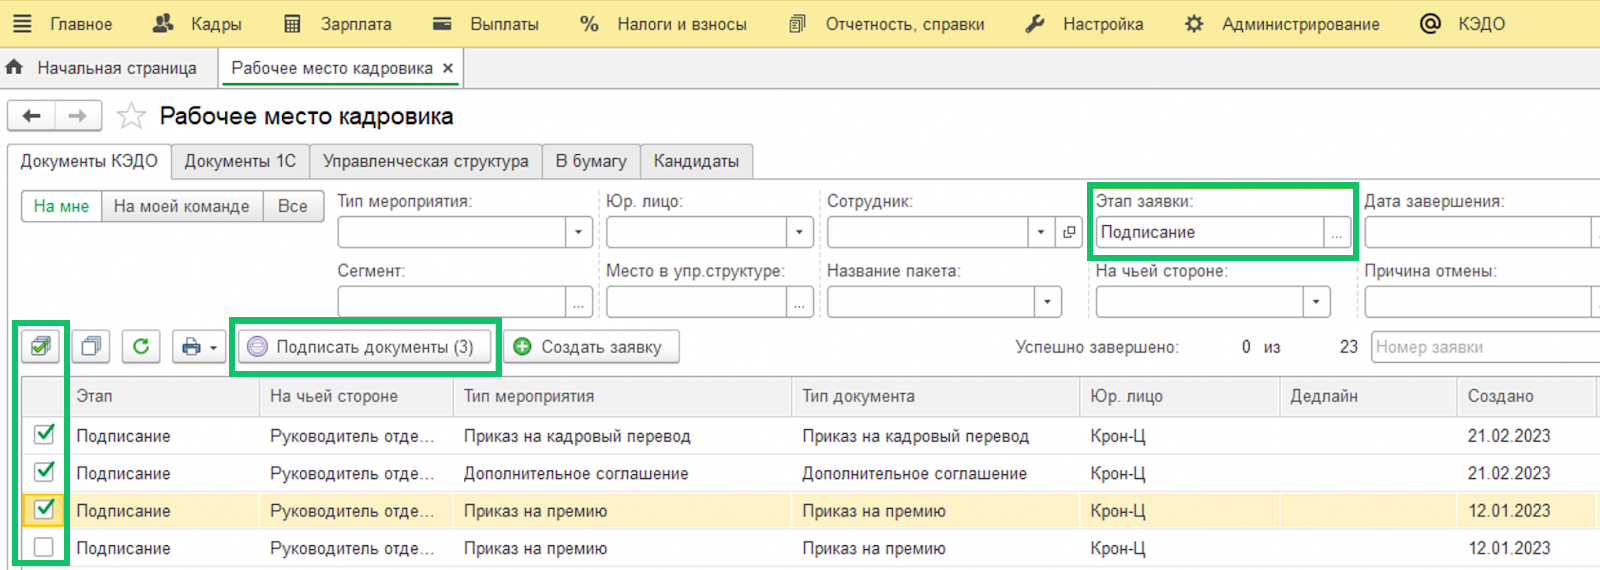 Главное Кадры Зарплата Выплаты % Налоги и взносы Отчетность, справки Настройка Администрирование @ КЭДО
Начальная страница Рабочее место кадровика ×
Рабочее место кадровика
Документы КЭДО Документы 1С Управленческая структура В бумагу Кандидаты
На мне На моей команде Все
Тип мероприятия: Юр. лицо: Сотрудник: Этап заявки: Дата завершения:
Подписание ...
Сегмент: Место в упр.структуре: Название пакета: На чьей стороне: Причина отмены:
... ...
Подписать документы (3) Создать заявку Успешно завершено: 0 из 23 Номер заявки
Этап На чьей стороне Тип мероприятия Тип документа Юр. лицо Дедлайн Создано
Подписание Руководитель отде... Приказ на кадровый перевод Приказ на кадровый перевод Крон-Ц 21.02.2023
Подписание Руководитель отде... Дополнительное соглашение Дополнительное соглашение Крон-Ц 21.02.2023
Подписание Руководитель отде... Приказ на премию Приказ на премию Крон-Ц 12.01.2023
Подписание Руководитель отде... Приказ на премию Приказ на премию Крон-Ц 12.01.2023